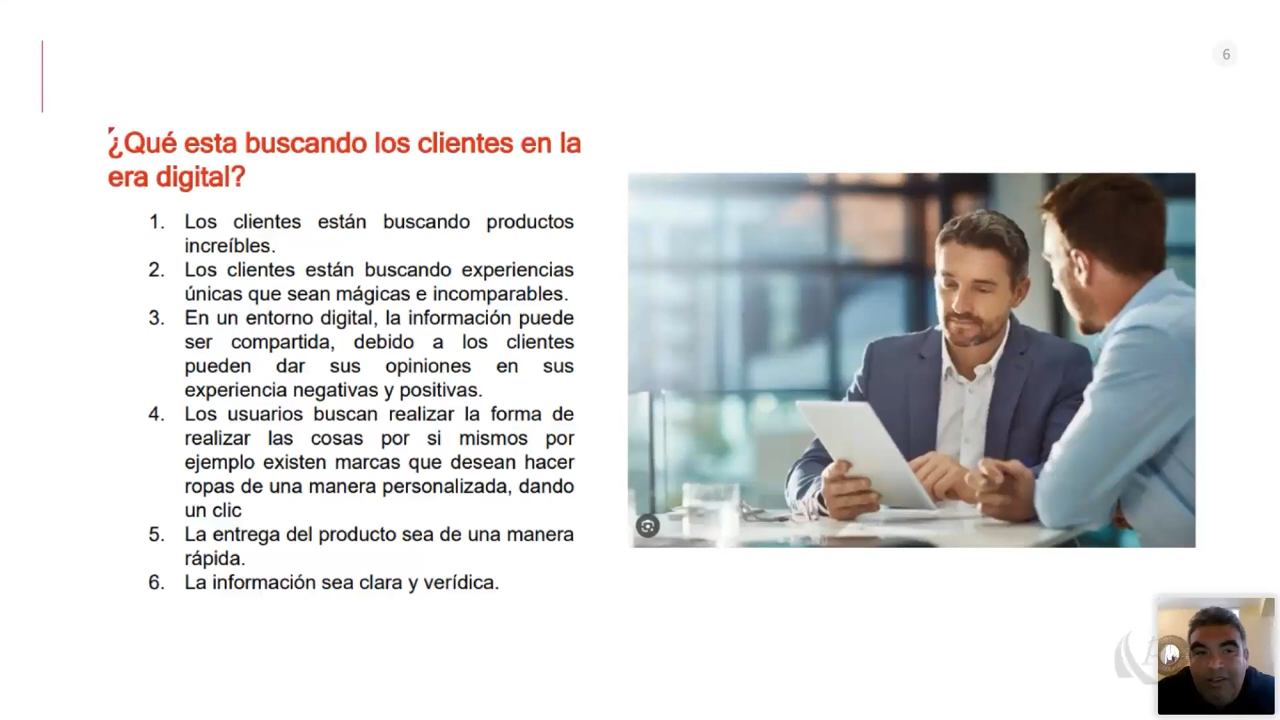 6
¿Qué esta buscando los clientes en la
era digital?
1. Los clientes están buscando productos
increíbles.
2. Los clientes están buscando experiencias
únicas que sean mágicas e incomparables.
3. En un entorno digital, la información puede
ser compartida, debido a los clientes
pueden dar sus opiniones en sus
experiencia negativas y positivas.
4. Los usuarios buscan realizar la forma de
realizar las cosas por si mismos por
ejemplo existen marcas que desean hacer
ropas de una manera personalizada, dando
un clic
5. La entrega del producto sea de una manera
rápida.
6. La información sea clara y verídica.